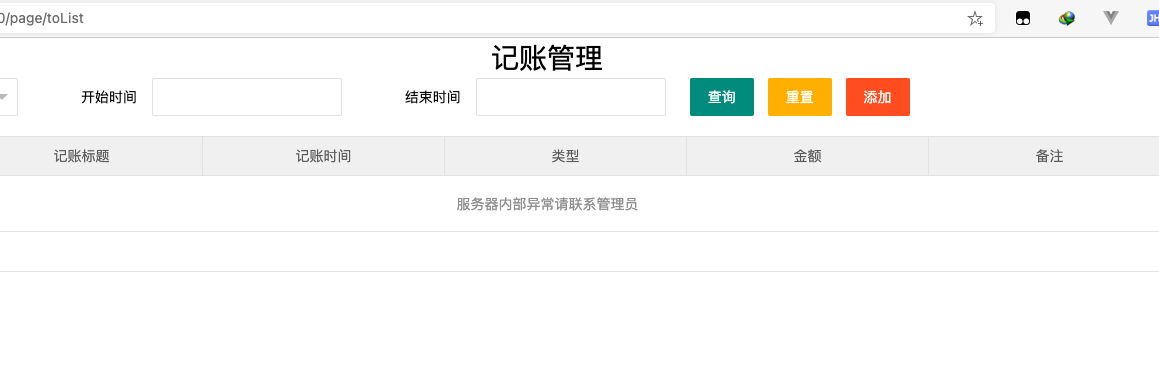 0/page/toList
JH
记账管理
开始时间 结束时间 查询 重置 添加
记账标题 记账时间 类型 金额 备注
服务器内部异常请联系管理员